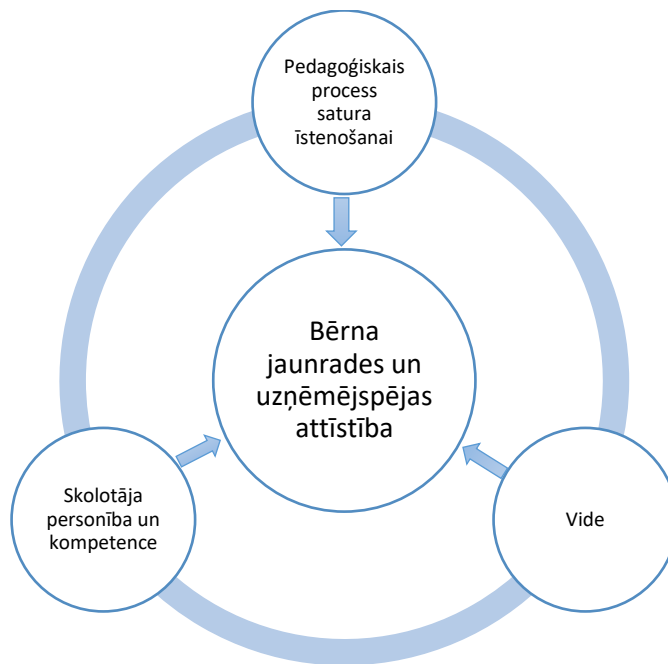 Pedagoģiskais
process
satura
īstenošanai
Bērna
jaunrades un
uzņēmējspējas
attīstība
Skolotāja
personība un
kompetence
Vide